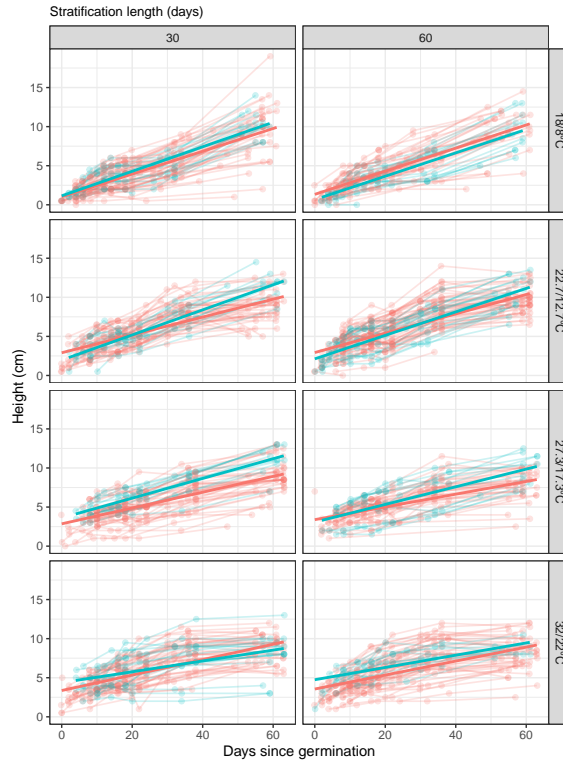 Stratification length (days)
30 60
15
10
5
0
18/8°C
15
10
5
0
22.7/12.7°C
Height (cm)
15
10
5
0
27.3/17.3°C
15
10
5
0
32/22°C
0 20 40 60 0 20 40 60
Days since germination